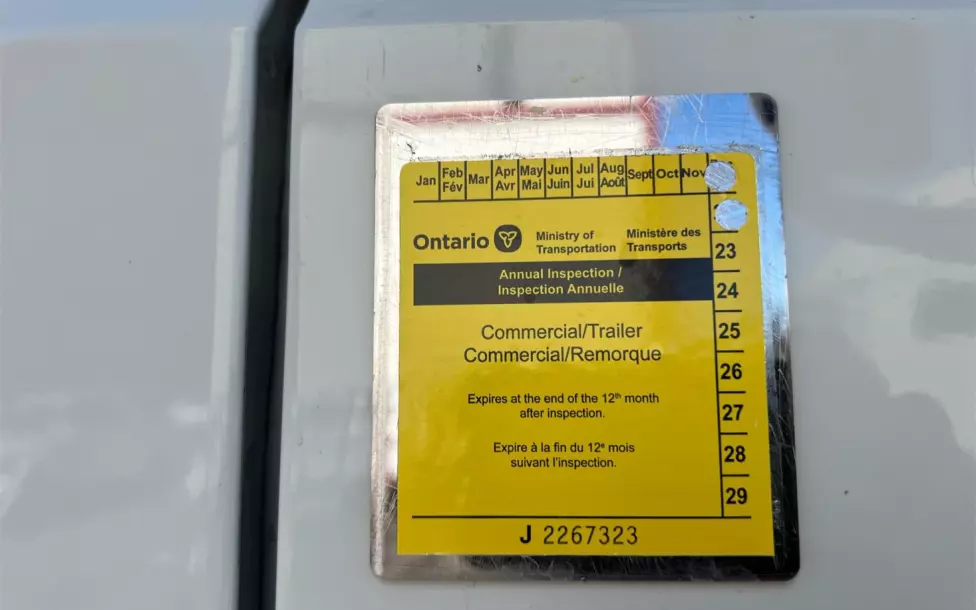 Jan Feb Fév Mar Apr Avr May Mai Jun Juin Jul Jui Aug Août Sept Oct Nov
Ontario Ministry of Transportation Ministère des Transports
23
Annual Inspection /
Inspection Annuelle
24
Commercial/Trailer
25
Commercial/Remorque
26
Expires at the end of the 12th month
after inspection.
27
Expire à la fin du 12e mois
28
suivant l'inspection.
29
J 2267323